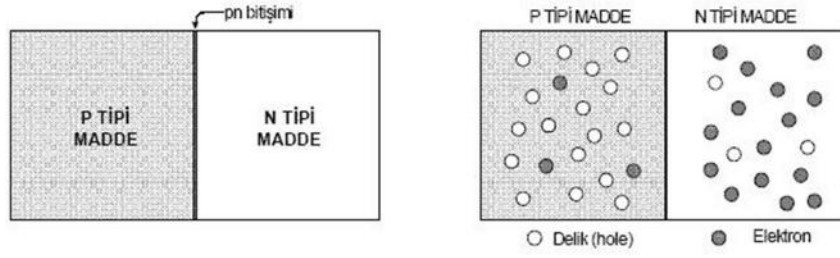 pn bitişimi
P TİPİ
MADDE
N TİPİ
MADDE
P TİPİ MADDE
N TİPİ MADDE
Delik (hole)
Elektron